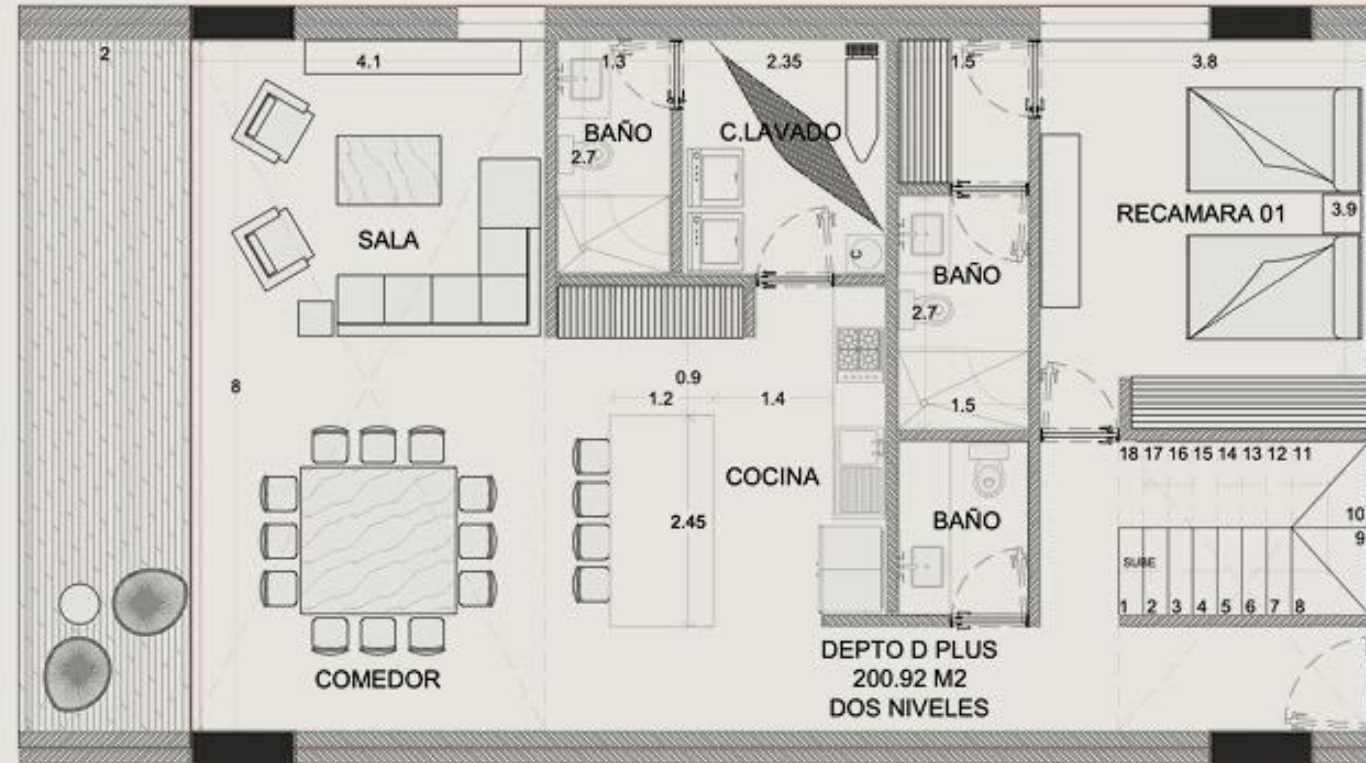 2
4.1
1.3
2.35
1.5
3.8
BAÑO
C.LAVADO
2.7
3.9
RECAMARA 01
SALA
C
BAÑO
2.7
0.9
8
1.2
1.4
1.5
18 17 16 15 14 13 12 11
COCINA
10
2.45
BAÑO
9
SUBE
1 2 3 4 5 6 7 8
DEPTO D PLUS
200.92 M2
DOS NIVELES
COMEDOR